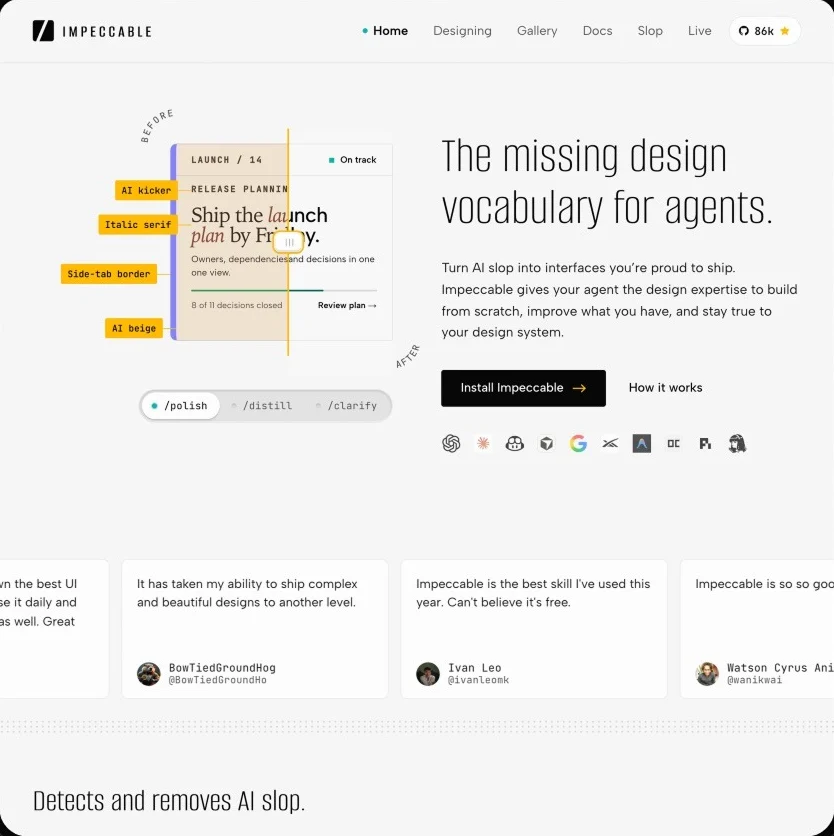 IMPECCABLE
Home
Designing
Gallery
Docs
Slop
Live
86k
BEFORE
LAUNCH / 14
On track
AI kicker
RELEASE PLANNIN
Italic serif
Ship the launch
plan by Friday.
Side-tab border
Owners, dependencies and decisions in one
one view.
8 of 11 decisions closed
Review plan →
AI beige
AFTER
/polish
/distill
/clarify
The missing design
vocabulary for agents.
Turn AI slop into interfaces you’re proud to ship.
Impeccable gives your agent the design expertise to build
from scratch, improve what you have, and stay true to
your design system.
Install Impeccable →
How it works
OC
the best UI
it daily and
as well. Great
It has taken my ability to ship complex
and beautiful designs to another level.
BowTiedGroundHog
@BowTiedGroundHo
Impeccable is the best skill I've used this
year. Can't believe it's free.
Ivan Leo
@ivanleomk
Impeccable is so so goo
Watson Cyrus Ani
@wanikwai
Detects and removes AI slop.